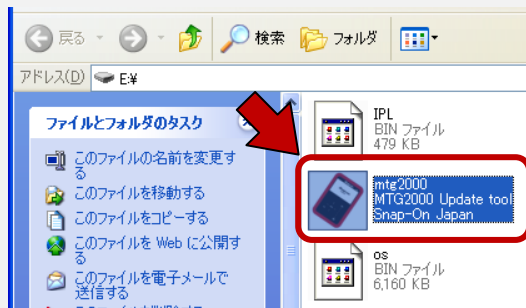 戻る
検索
フォルダ
アドレス(D)
E:¥
ファイルとフォルダのタスク
このファイルの名前を変更す
る
このファイルを移動する
このファイルをコピーする
このファイルを Web に公開す
る
このファイルを電子メールで
送信する
IPL
BIN ファイル
479 KB
mtg2000
MTG2000 Update tool
Snap-On Japan
os
BIN ファイル
6,160 KB